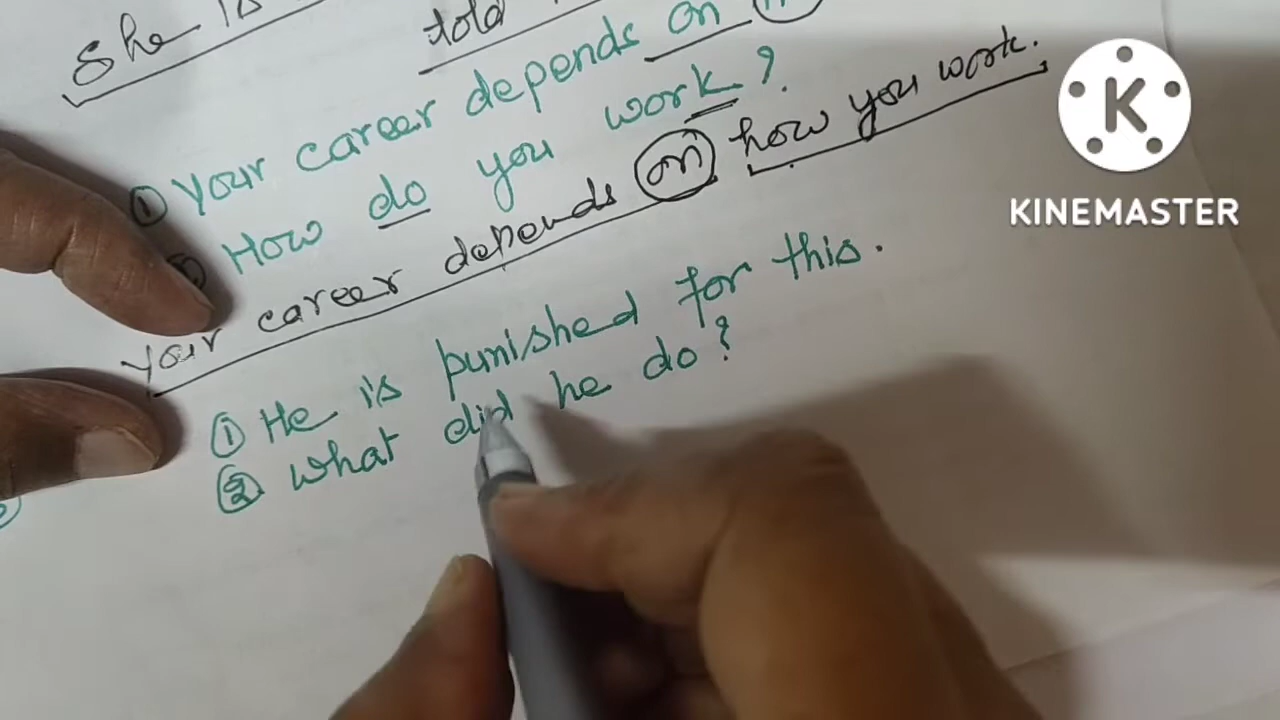 She is
told
① Your career depends on
How do you work?
Your career depends on how you work.
① He is punished for this.
② What did he do?
K
KINEMASTER